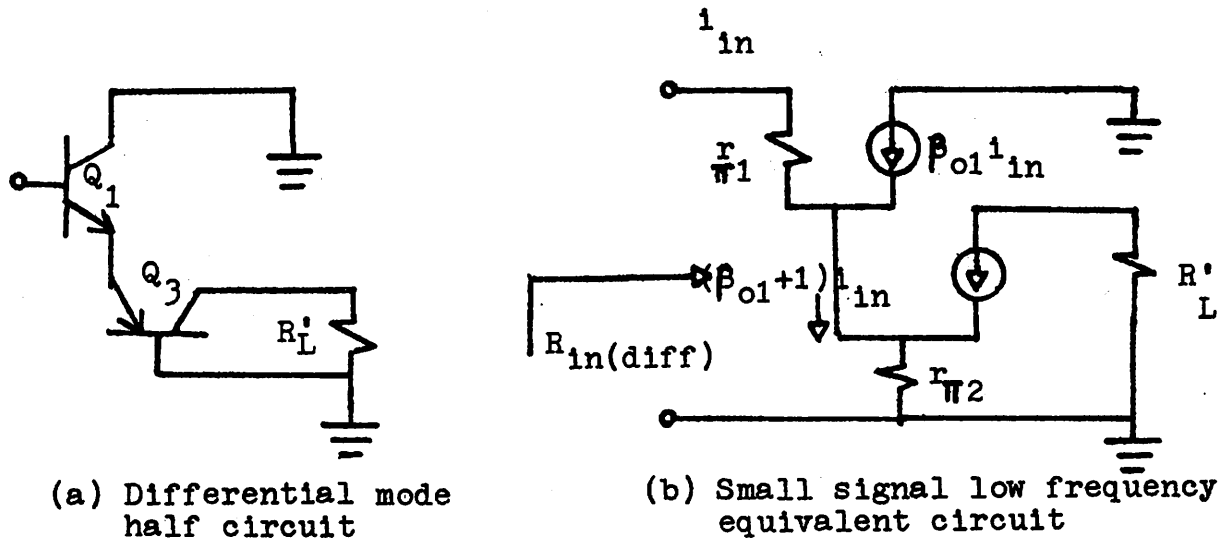 i
in
Q
1
r
π1
β
o1
i
in
Q
3
R'
L
(β
o1
+1)i
in
R'
L
R
in(diff)
r
π2
(a) Differential mode
half circuit
(b) Small signal low frequency
equivalent circuit